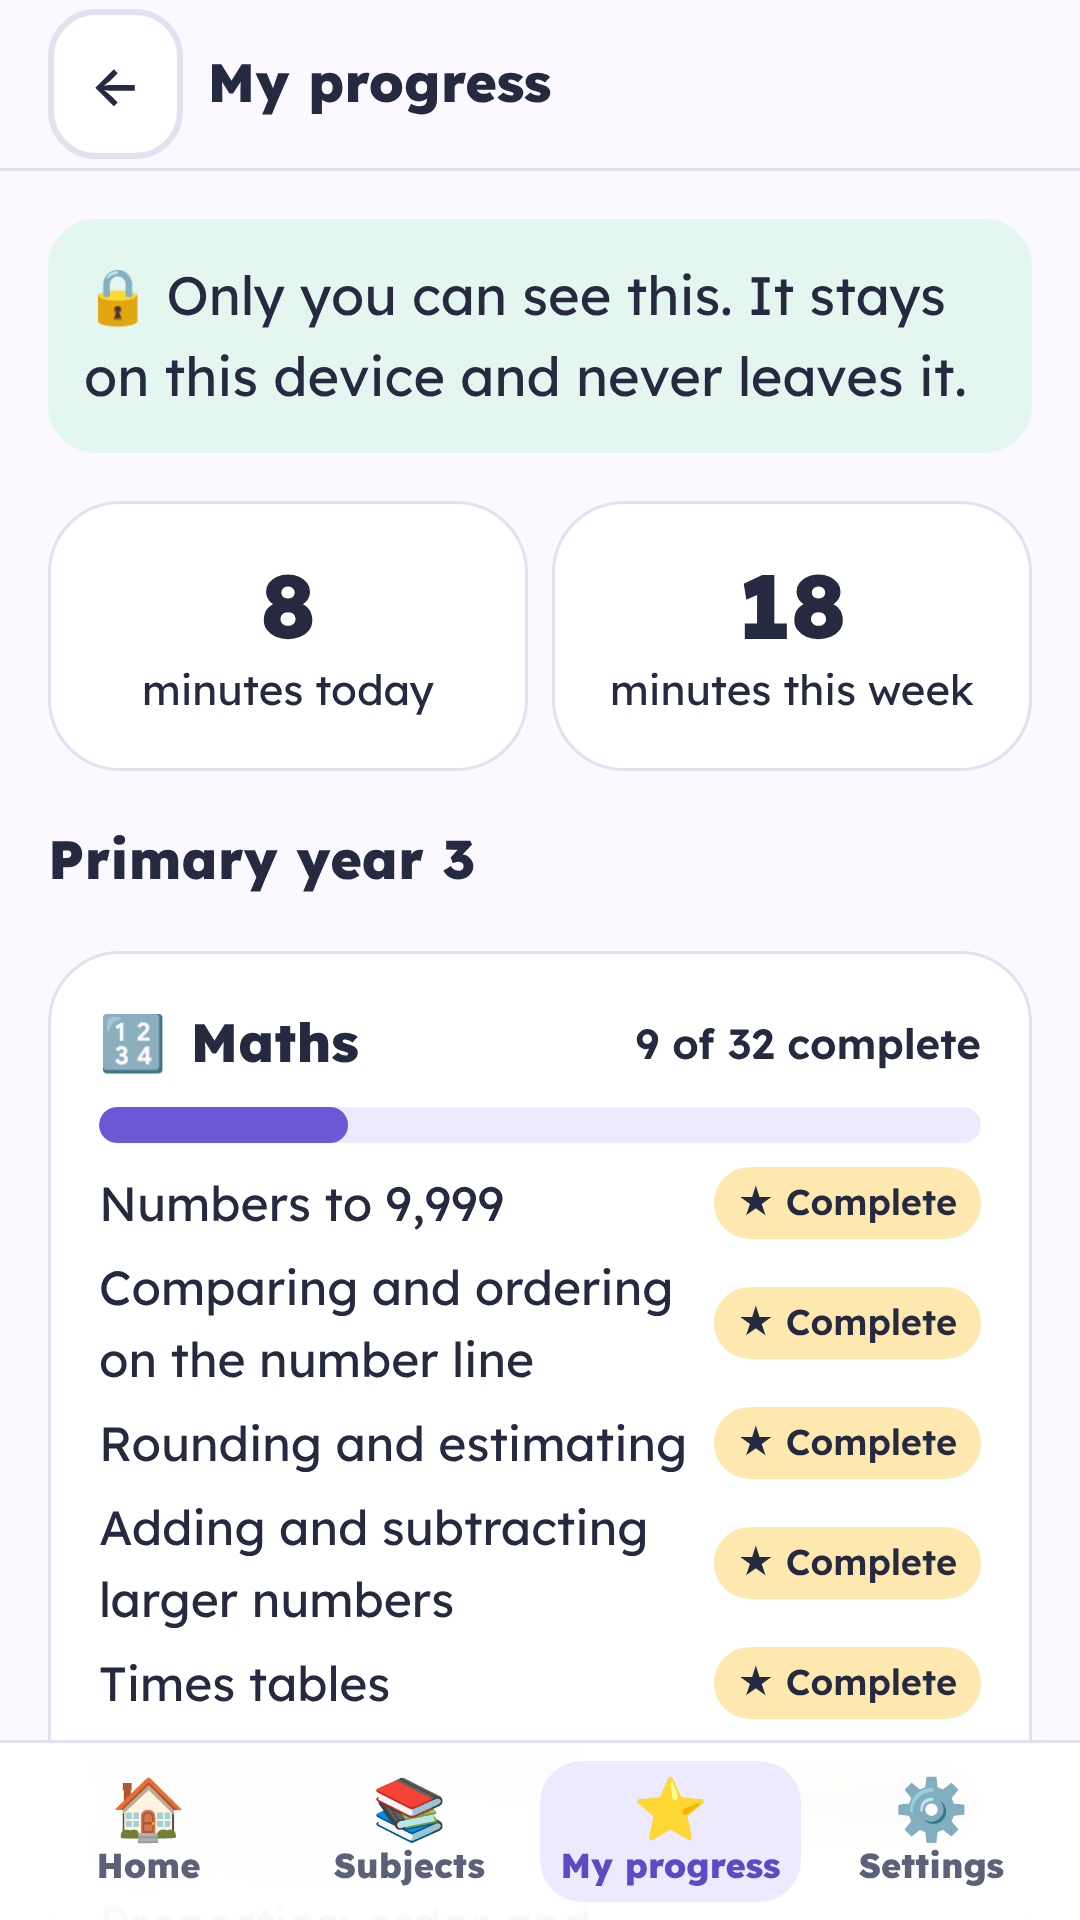 My progress
Only you can see this. It stays
on this device and never leaves it.
8
minutes today
18
minutes this week
Primary year 3
Maths
9 of 32 complete
Numbers to 9,999
★ Complete
Comparing and ordering
on the number line
★ Complete
Rounding and estimating
★ Complete
Adding and subtracting
larger numbers
★ Complete
Times tables
★ Complete
Home
Subjects
My progress
Settings